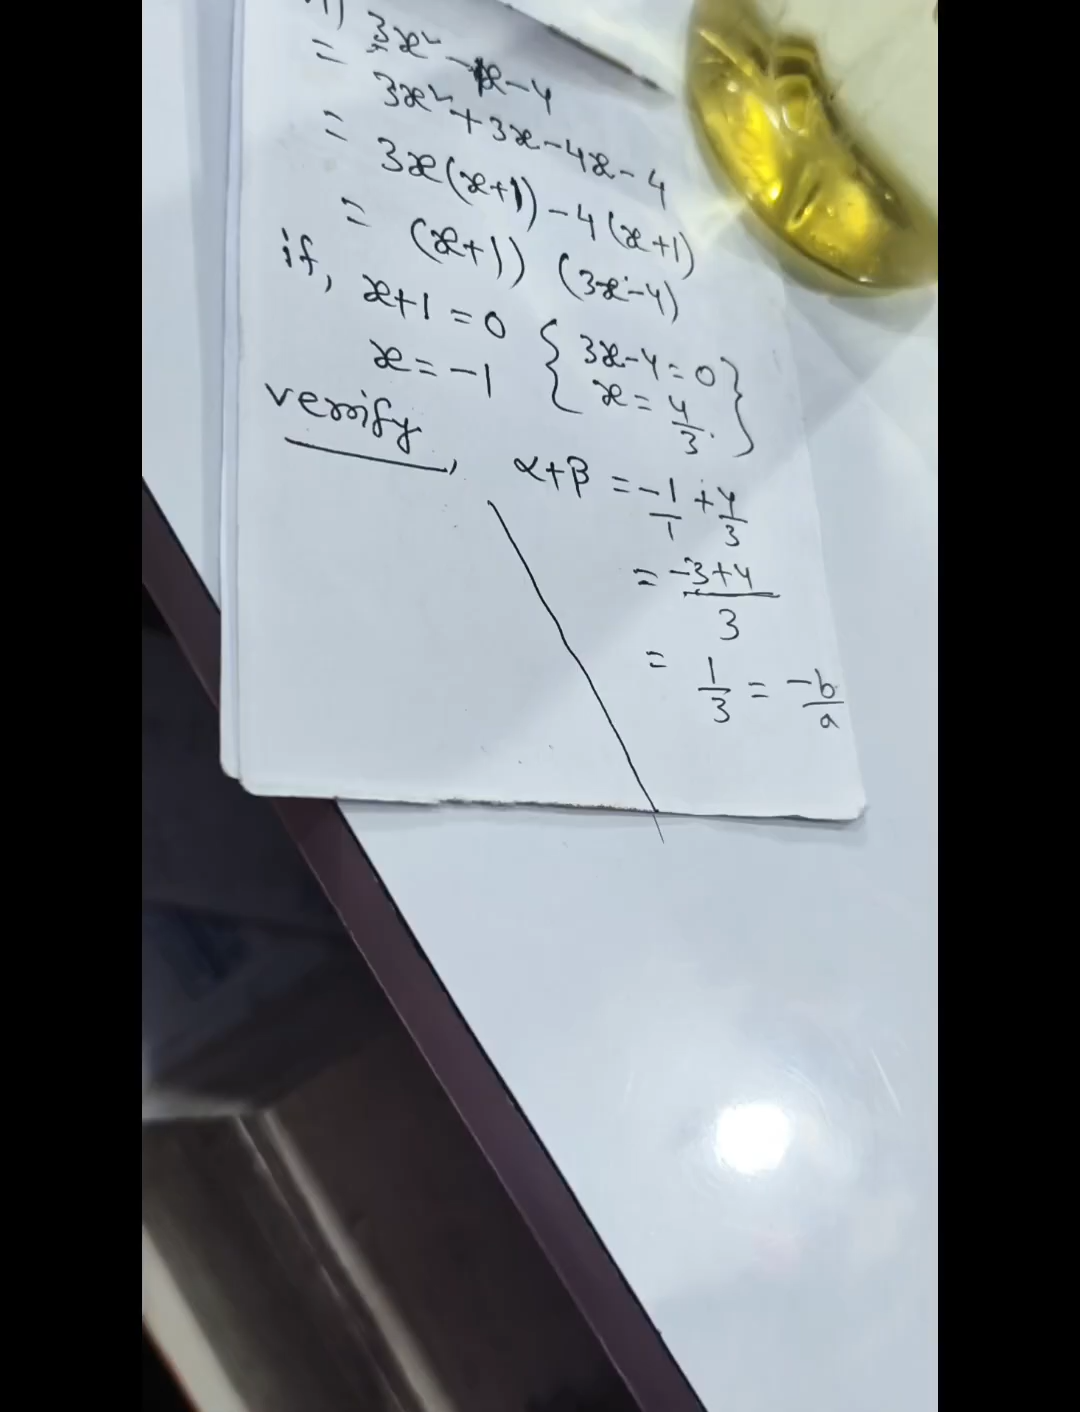 = 3x² - x - 4
= 3x² + 3x - 4x - 4
= 3x(x+1) - 4(x+1)
= (x+1) (3x-4)
if, x+1 = 0 { 3x-4 = 0
x = -1 x = 4/3. }
verify, α+β = -1/1 + 4/3
= -3+4/3
= 1/3 = -b/a